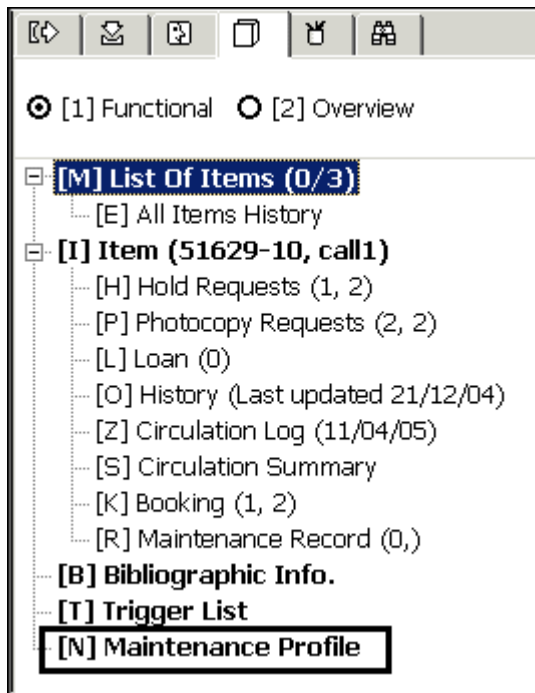 [1] Functional [2] Overview
[M] List Of Items (0/3)
[E] All Items History
[I] Item (51629-10, call1)
[H] Hold Requests (1, 2)
[P] Photocopy Requests (2, 2)
[L] Loan (0)
[O] History (Last updated 21/12/04)
[Z] Circulation Log (11/04/05)
[S] Circulation Summary
[K] Booking (1, 2)
[R] Maintenance Record (0,)
[B] Bibliographic Info.
[T] Trigger List
[N] Maintenance Profile